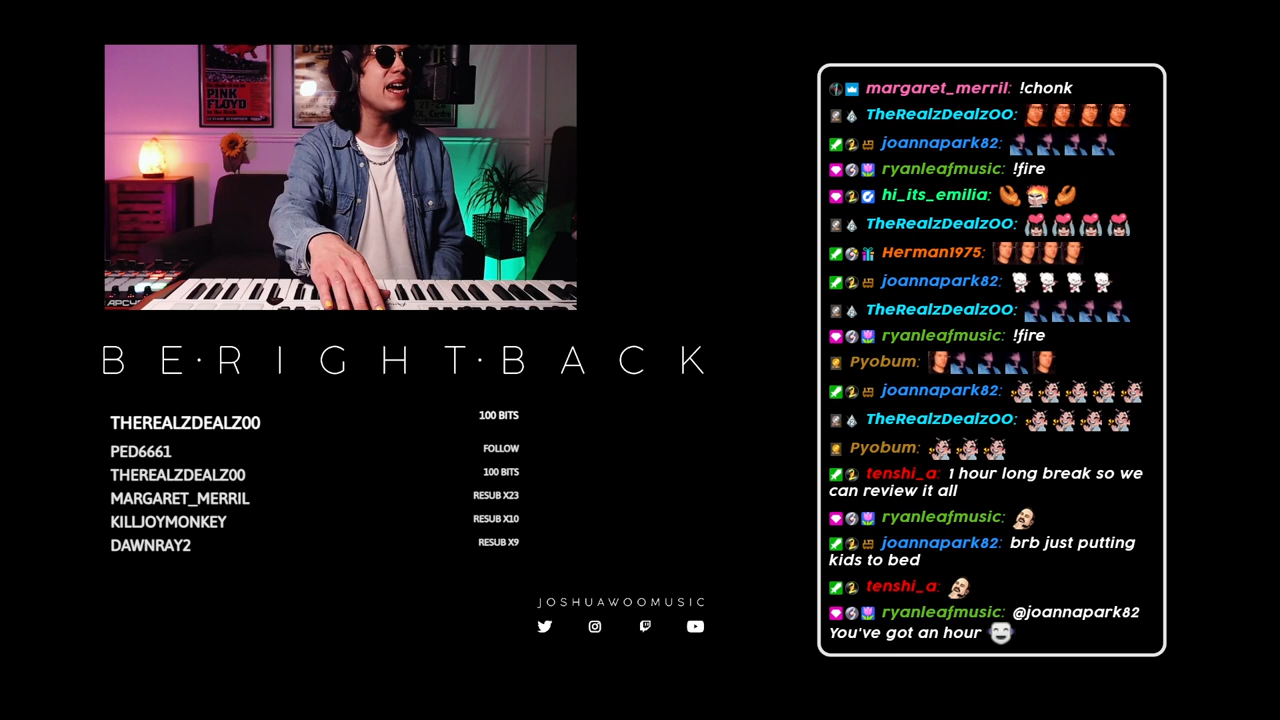 PINK
FLOYD
APC
BE·RIGHT·BACK
THEREALZDEALZ00 100 BITS
PED6661 FOLLOW
THEREALZDEALZ00 100 BITS
MARGARET_MERRIL RESUB X23
KILLJOYMONKEY RESUB X10
DAWNRAY2 RESUB X9
JOSHUAWOOMUSIC
margaret_merril: !chonk
TheRealzDealzOO:
joannapark82:
ryanleafmusic: !fire
hi_its_emilia:
TheRealzDealzOO:
Herman1975:
joannapark82:
TheRealzDealzOO:
ryanleafmusic: !fire
Pyobum:
joannapark82:
TheRealzDealzOO:
Pyobum:
tenshi_a: 1 hour long break so we
can review it all
ryanleafmusic:
joannapark82: brb just putting
kids to bed
tenshi_a:
ryanleafmusic: @joannapark82
You've got an hour